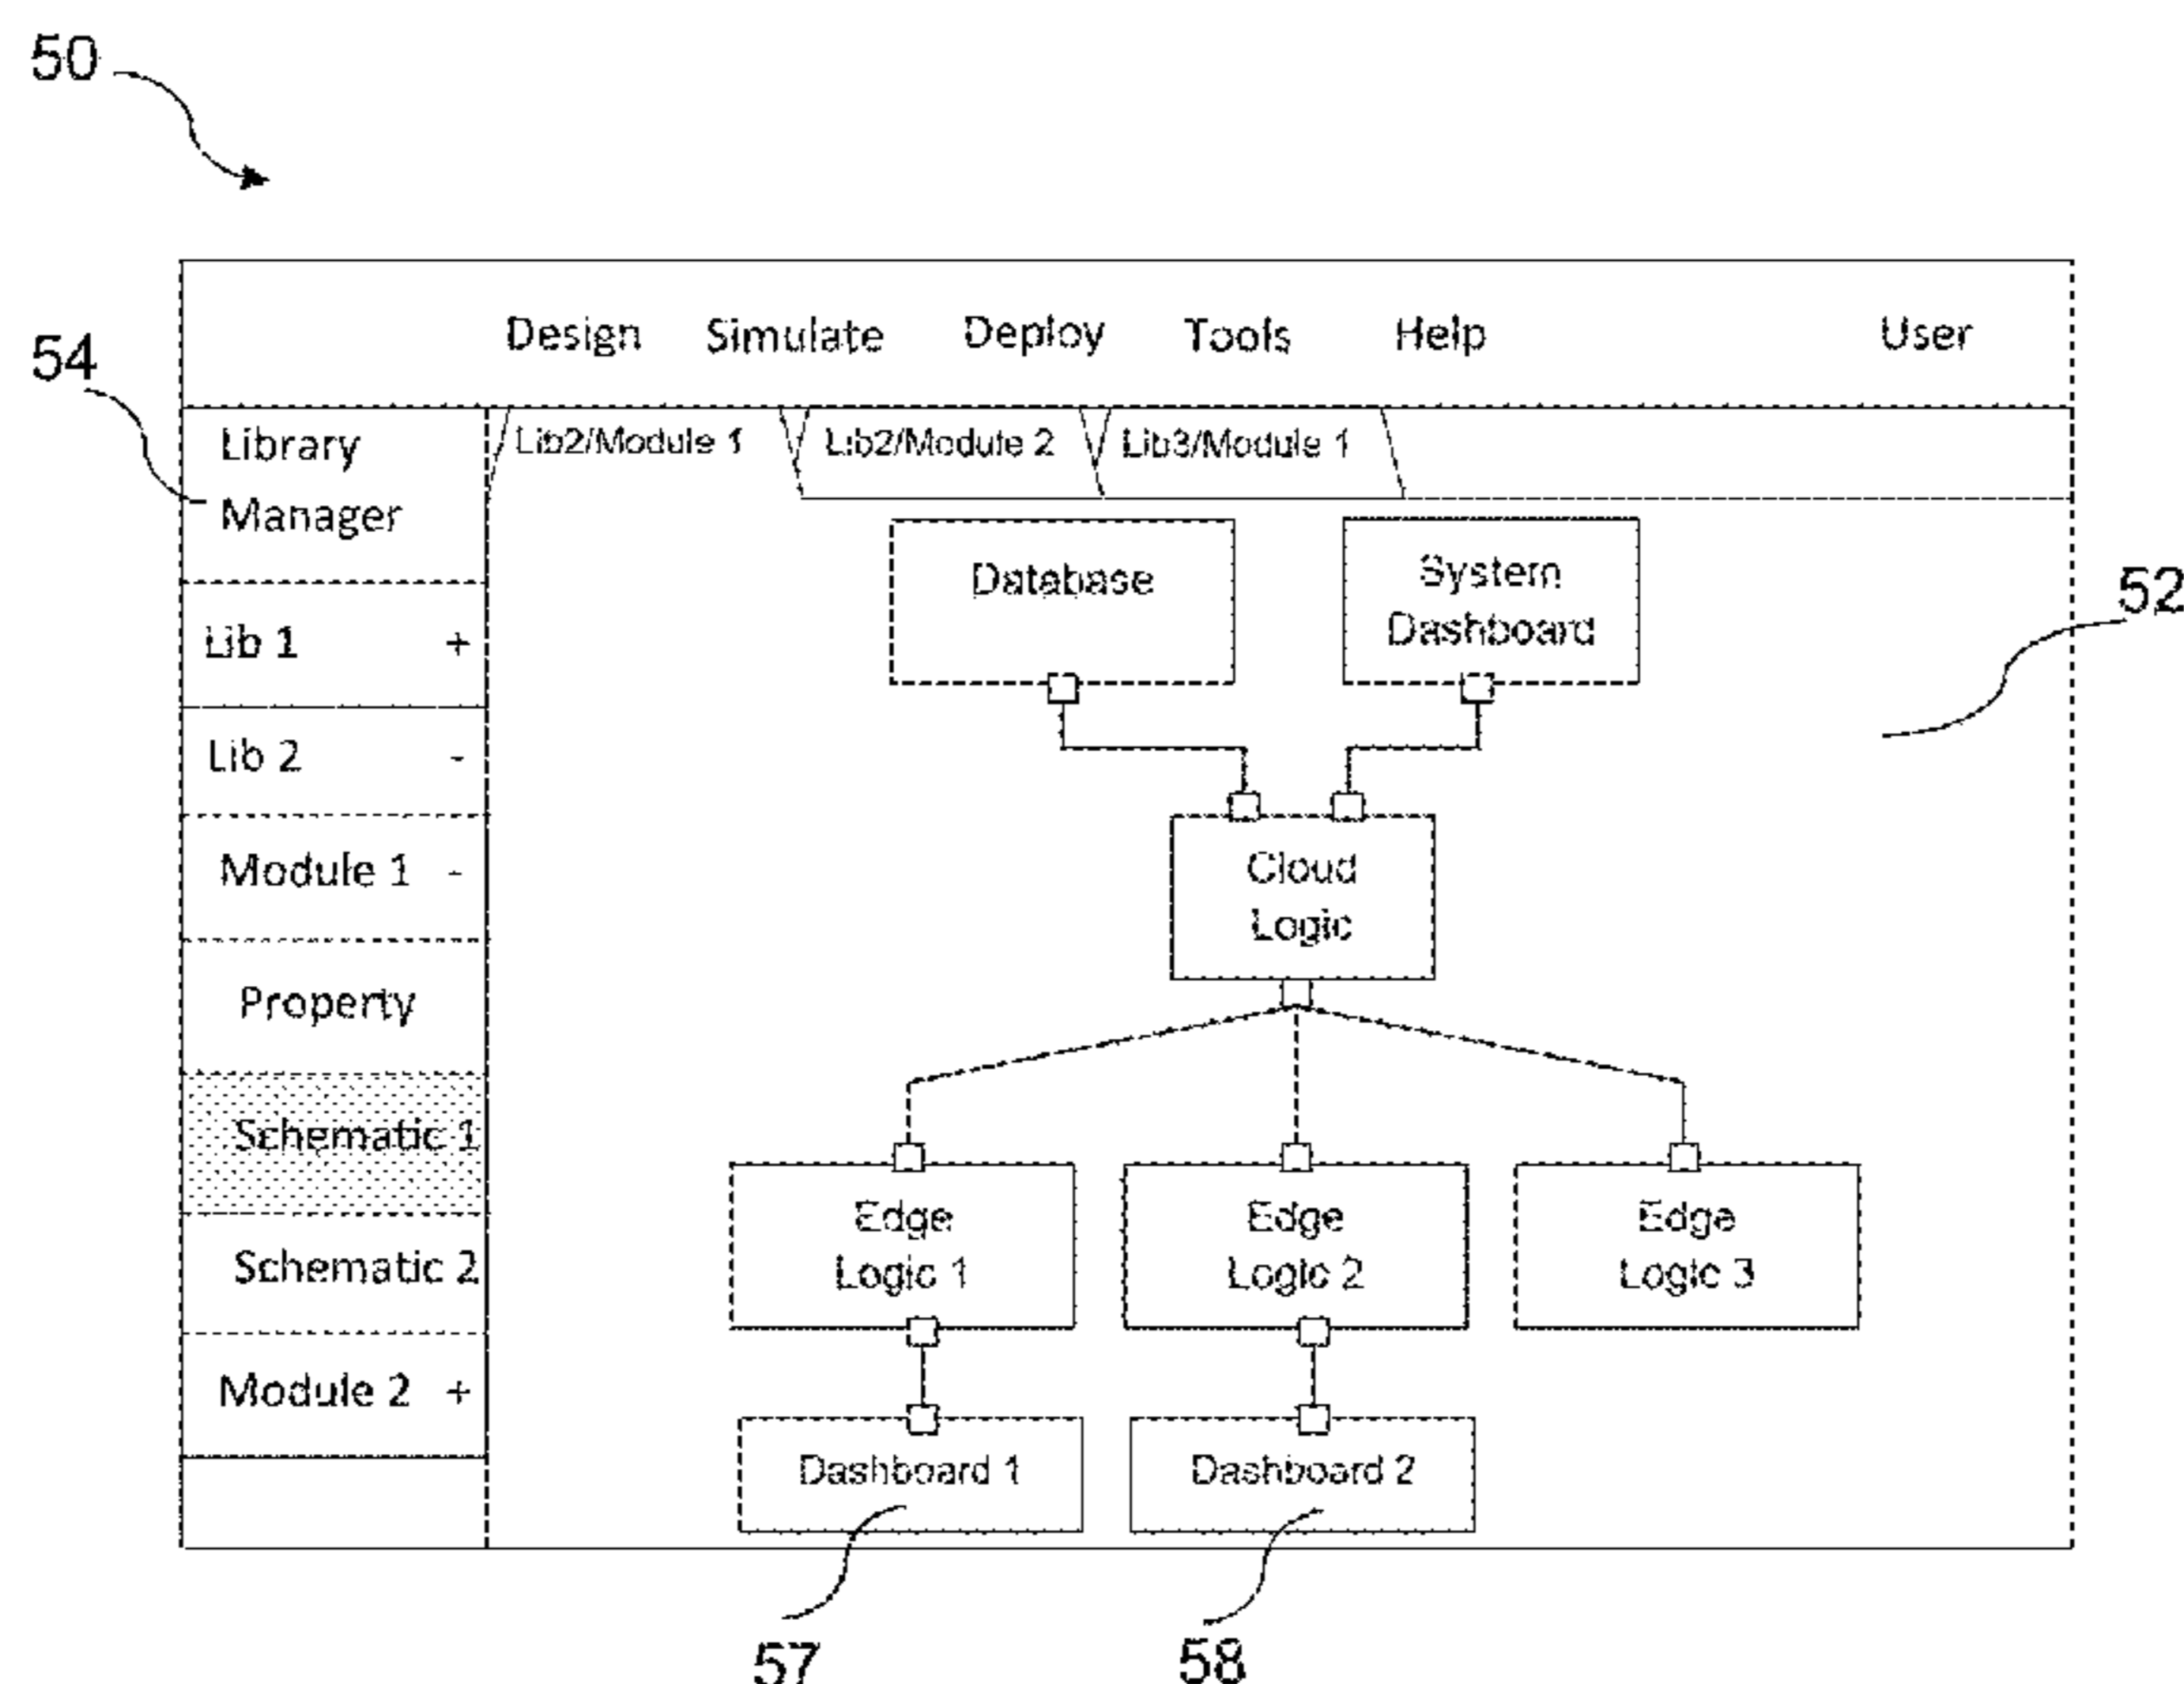 50
Design Simulate Deploy Tools Help User
54
Library
Manager
Lib2/Module 1 Lib2/Module 2 Lib3/Module 1
Lib 1 +
Lib 2 -
Module 1 -
Property
Schematic 1
Schematic 2
Module 2 +
Database
System
Dashboard
52
Cloud
Logic
Edge
Logic 1
Edge
Logic 2
Edge
Logic 3
Dashboard 1
Dashboard 2
57
58